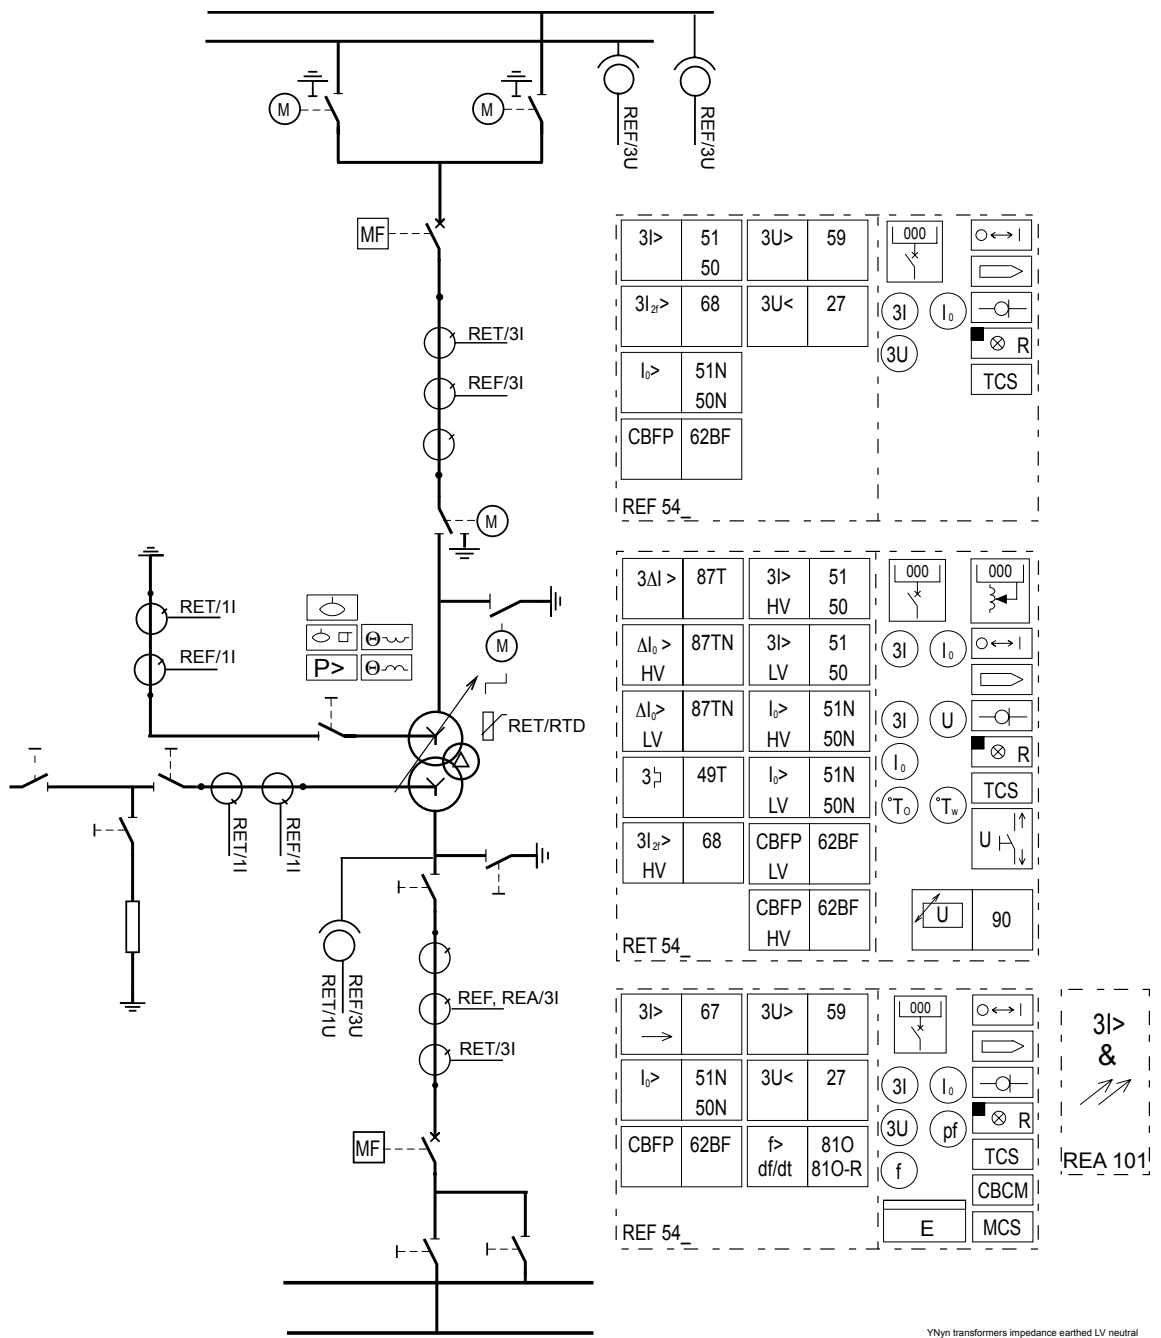 M
M
REF/3U
REF/3U
MF
RET/3I
REF/3I
M
3I> 51 3U> 59
50
3I2f> 68 3U< 27
I0> 51N
50N
CBFP 62BF
REF 54_
000
3I I0
3U
R
TCS
RET/1I
REF/1I
P> Θ
Θ
M
RET/RTD
Y
Δ
Y
RET/1I
REF/1I
REF/3U
RET/1U
REF, REA/3I
RET/3I
MF
3ΔI > 87T 3I> 51
HV 50
ΔI0 > 87TN 3I> 51
HV LV 50
ΔI0> 87TN I0> 51N
LV HV 50N
3 49T I0> 51N
LV 50N
3I2f> 68 CBFP 62BF
HV LV
CBFP 62BF
HV
RET 54_
000 000
3I I0
3I U
I0
R
TCS
°To °Tw
U
U 90
3I> 67 3U> 59
I0> 51N 3U< 27
50N
CBFP 62BF f> 81O
df/dt 81O-R
REF 54_
000
3I I0
3U pf
f
R
TCS
CBCM
E MCS
3I>
&
REA 101
YNyn transformers impedance earthed LV neutral